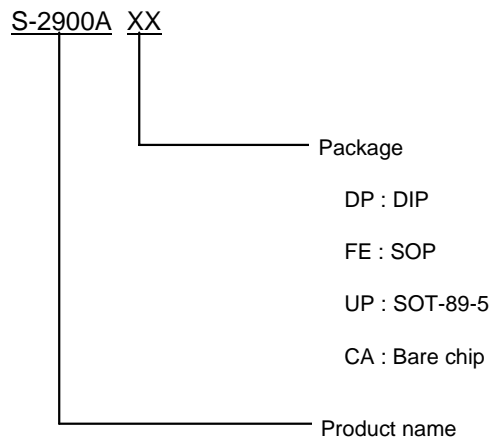 S-2900A XX
Package
DP : DIP
FE : SOP
UP : SOT-89-5
CA : Bare chip
Product name